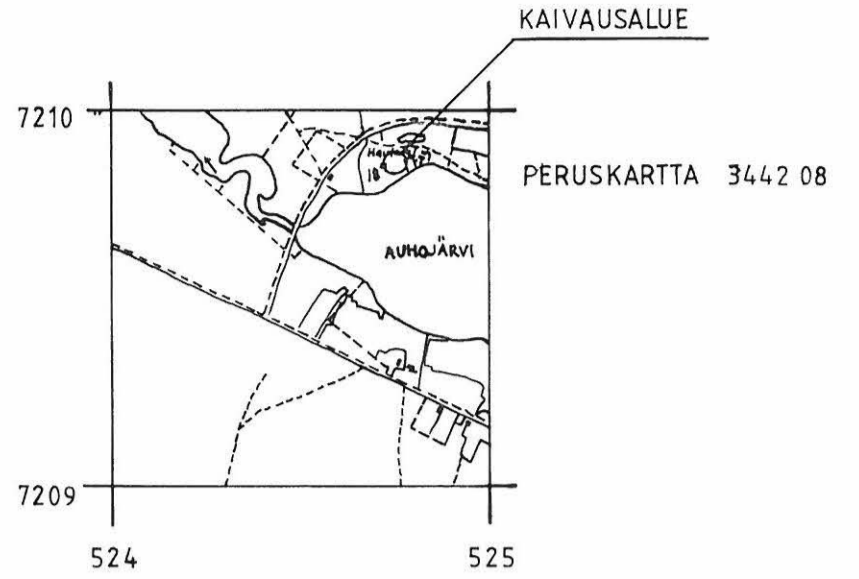 KAIVAUSALUE
7210
PERUSKARTTA 3442 08
AUHOJÄRVI
7209
524 525